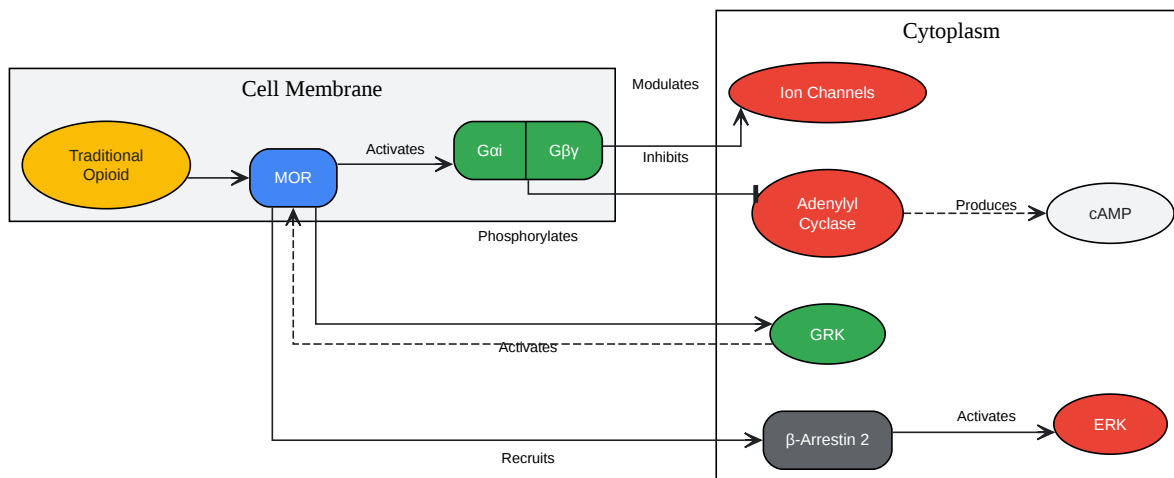 Cytoplasm
Cell Membrane
Modulates
Ion Channels
Traditional
Opioid
Activates
MOR
Gαi
Gβγ
Inhibits
Adenylyl
Cyclase
Produces
cAMP
Phosphorylates
GRK
Activates
β-Arrestin 2
Activates
ERK
Recruits